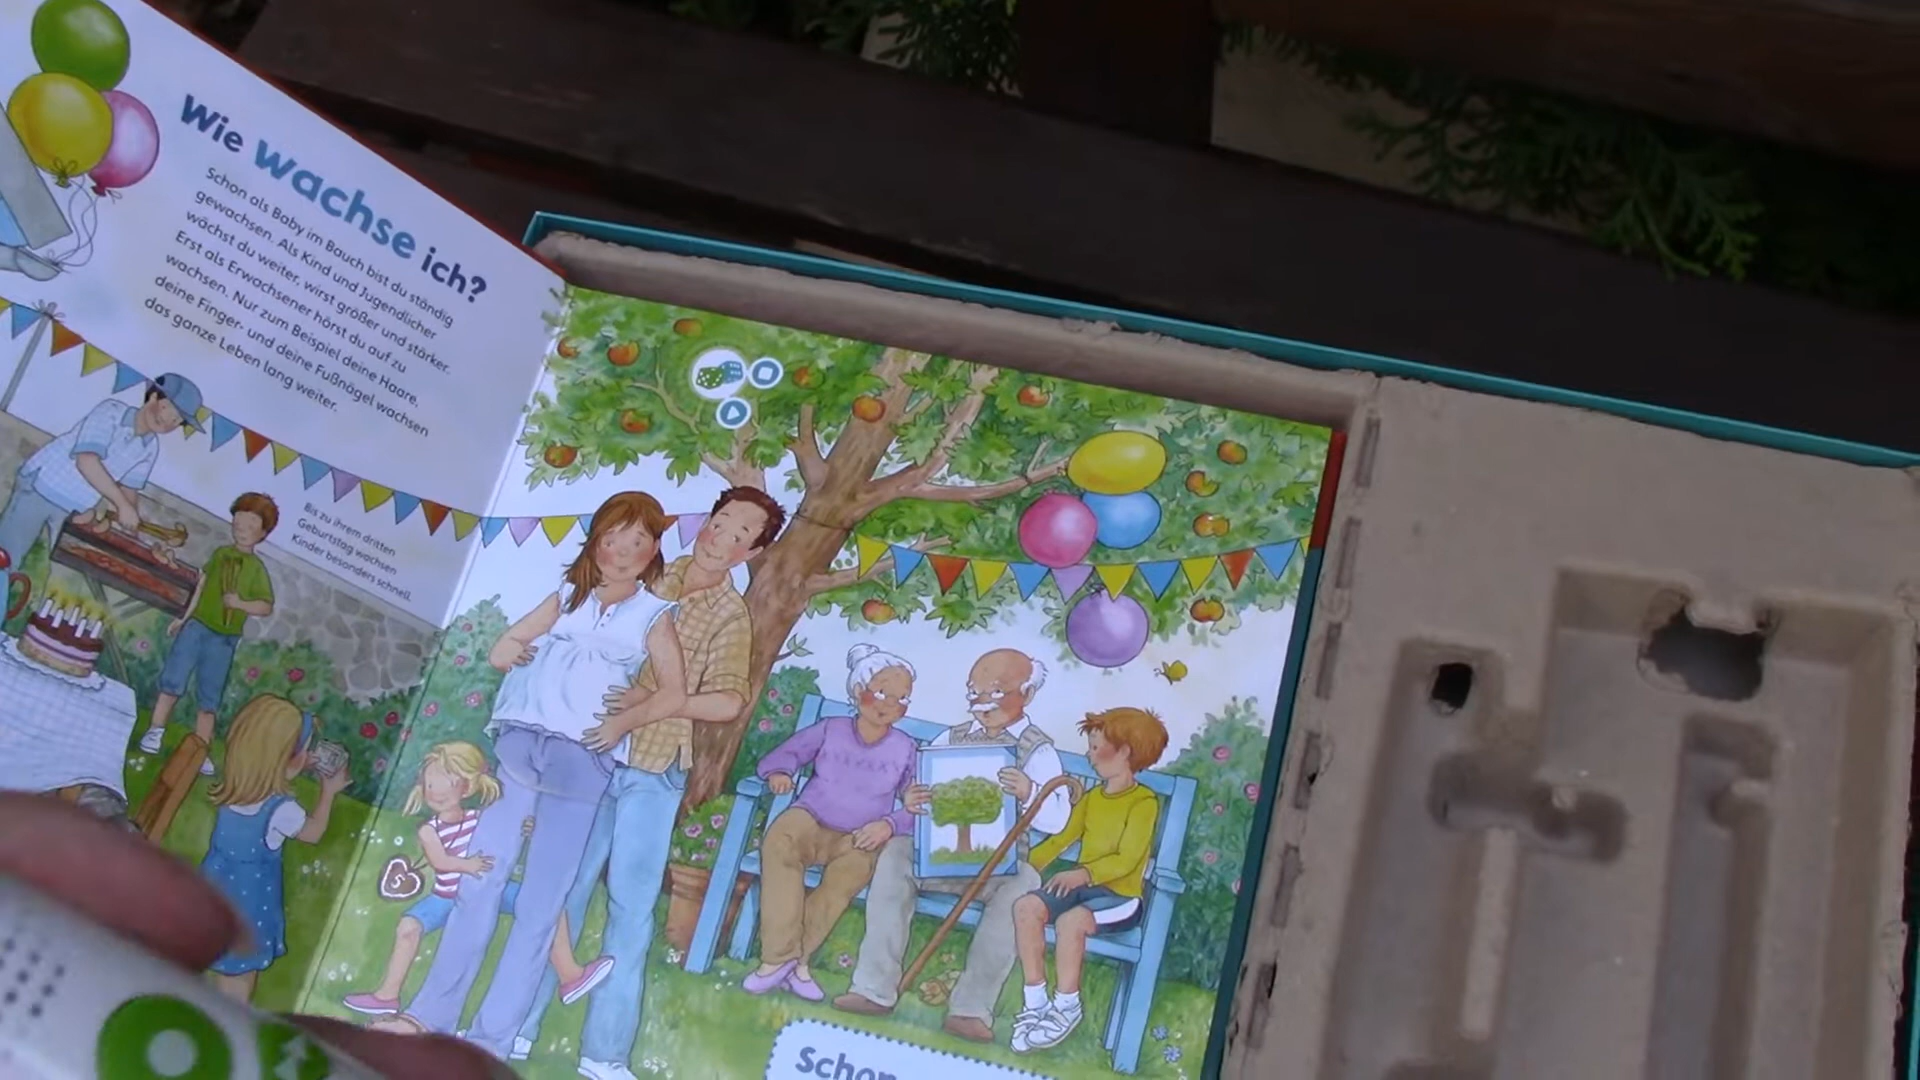 Wie wachse ich?
Schon als Baby im Bauch bist du ständig
gewachsen. Als Kind und Jugendlicher
wächst du weiter, wirst größer und stärker.
Erst als Erwachsener hörst du auf zu
wachsen. Nur zum Beispiel deine Haare,
deine Finger- und deine Fußnägel wachsen
das ganze Leben lang weiter.
Bis zu ihrem dritten
Geburtstag wachsen
Kinder besonders schnell.
5
Schon